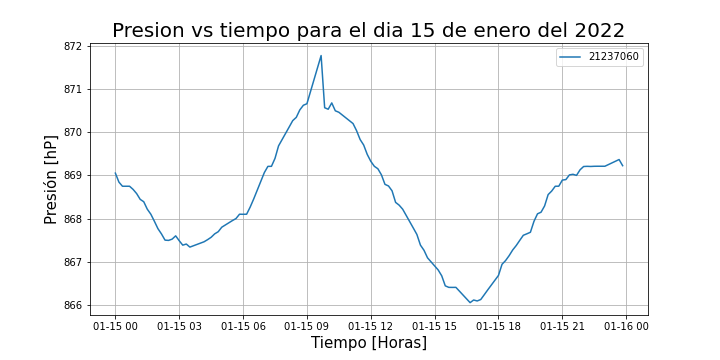 Presion vs tiempo para el dia 15 de enero del 2022
21237060
Presión [hP]
872
871
870
869
868
867
866
01-15 00 01-15 03 01-15 06 01-15 09 01-15 12 01-15 15 01-15 18 01-15 21 01-16 00
Tiempo [Horas]